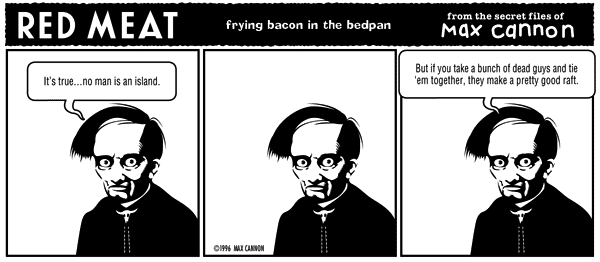 RED MEAT
frying bacon in the bedpan
from the secret files of
Max cannon
It's true...no man is an island.
©1996 MAX CANNON
But if you take a bunch of dead guys and tie
'em together, they make a pretty good raft.